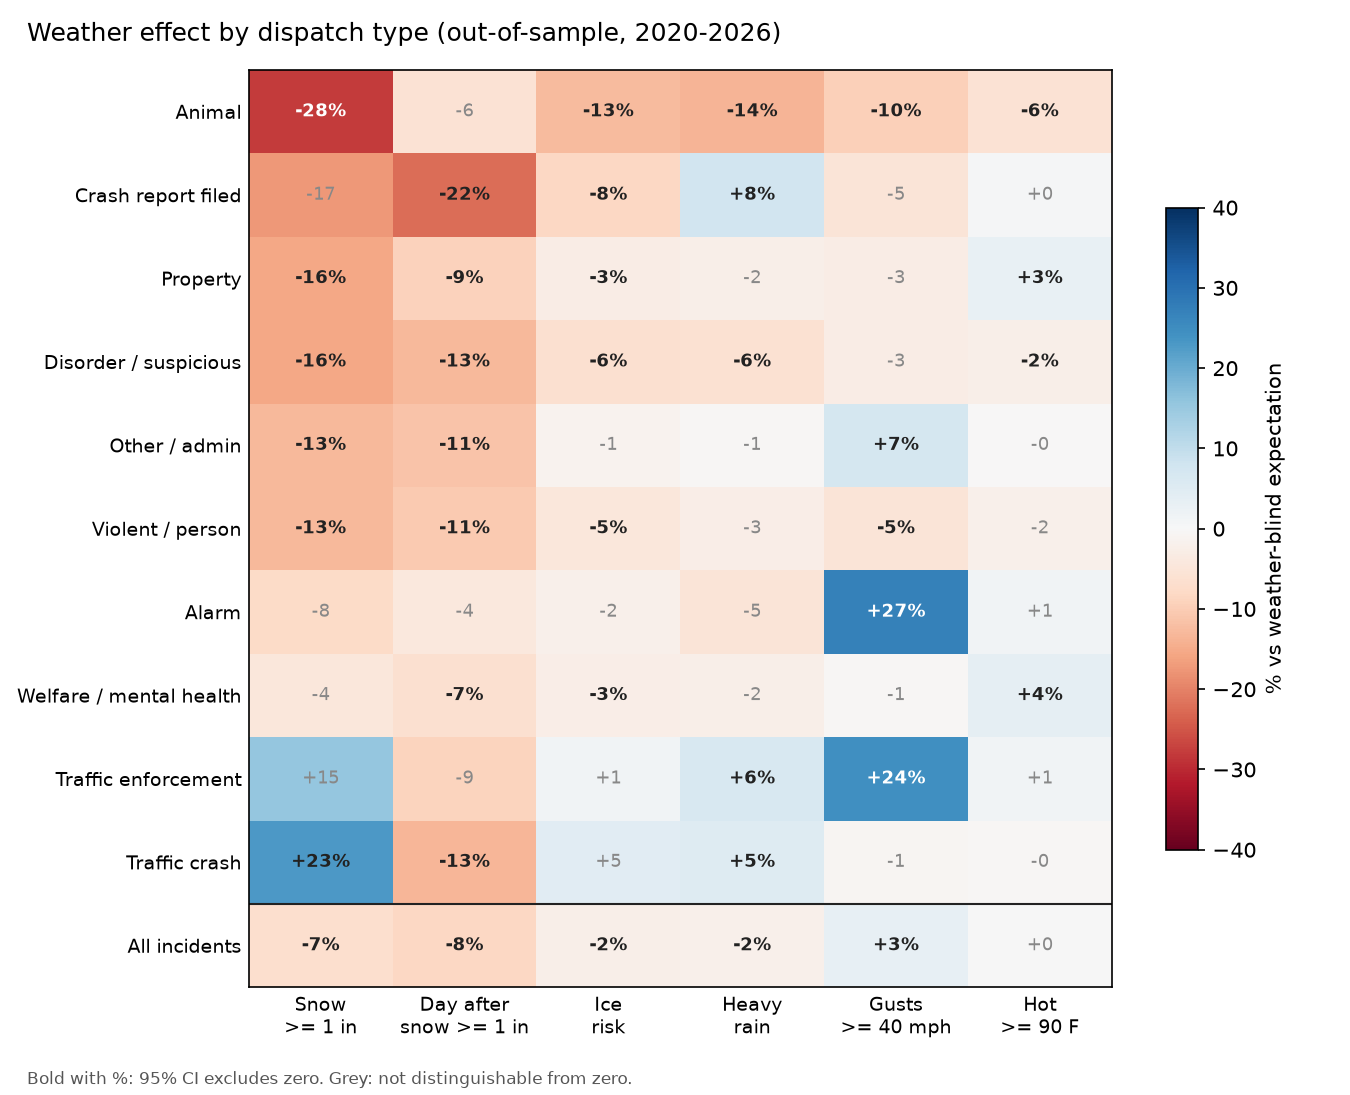 Weather effect by dispatch type (out-of-sample, 2020-2026)
Animal -28% -6 -13% -14% -10% -6%
Crash report filed -17 -22% -8% +8% -5 +0
Property -16% -9% -3% -2 -3 +3%
Disorder / suspicious -16% -13% -6% -6% -3 -2%
Other / admin -13% -11% -1 -1 +7% -0
Violent / person -13% -11% -5% -3 -5% -2
Alarm -8 -4 -2 -5 +27% +1
Welfare / mental health -4 -7% -3% -2 -1 +4%
Traffic enforcement +15 -9 +1 +6% +24% +1
Traffic crash +23% -13% +5 +5% -1 -0
All incidents -7% -8% -2% -2% +3% +0
Snow Day after Ice Heavy Gusts Hot
>= 1 in snow >= 1 in risk rain >= 40 mph >= 90 F
40
30
20
10
0
−10
−20
−30
−40
% vs weather-blind expectation
Bold with %: 95% CI excludes zero. Grey: not distinguishable from zero.